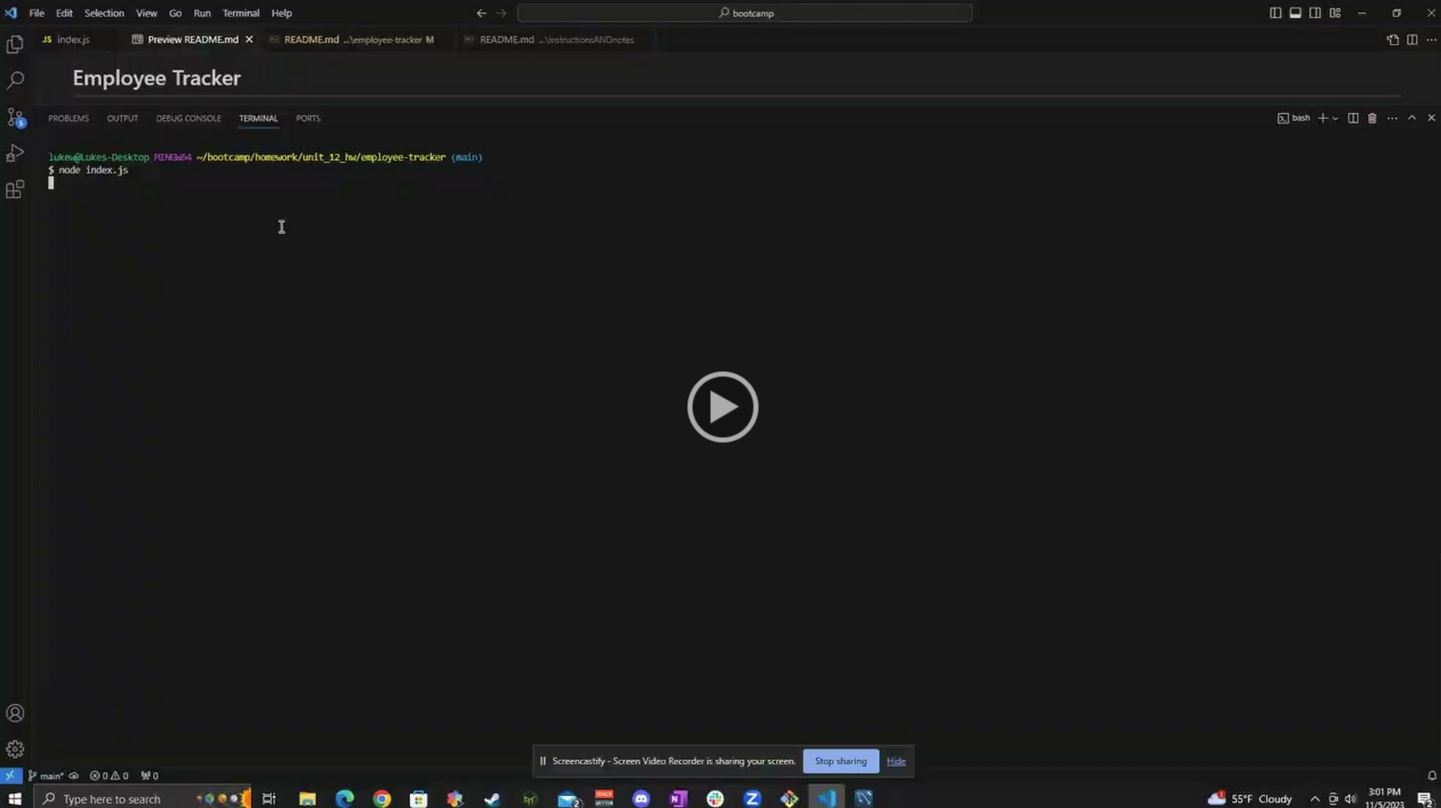 File Edit Selection View Go Run Terminal Help
bootcamp
JS index.js
Preview README.md
README.md ...\employee-tracker M
README.md ...\instructionsANDnotes
Employee Tracker
PROBLEMS OUTPUT DEBUG CONSOLE TERMINAL PORTS
bash
lukew@Lukes-Desktop MINGW64 ~/bootcamp/homework/unit_12_hw/employee-tracker (main)
$ node index.js
Screencastify - Screen Video Recorder is sharing your screen. Stop sharing Hide
main* 0 0 0
Type here to search
55°F Cloudy
3:01 PM
11/5/2023